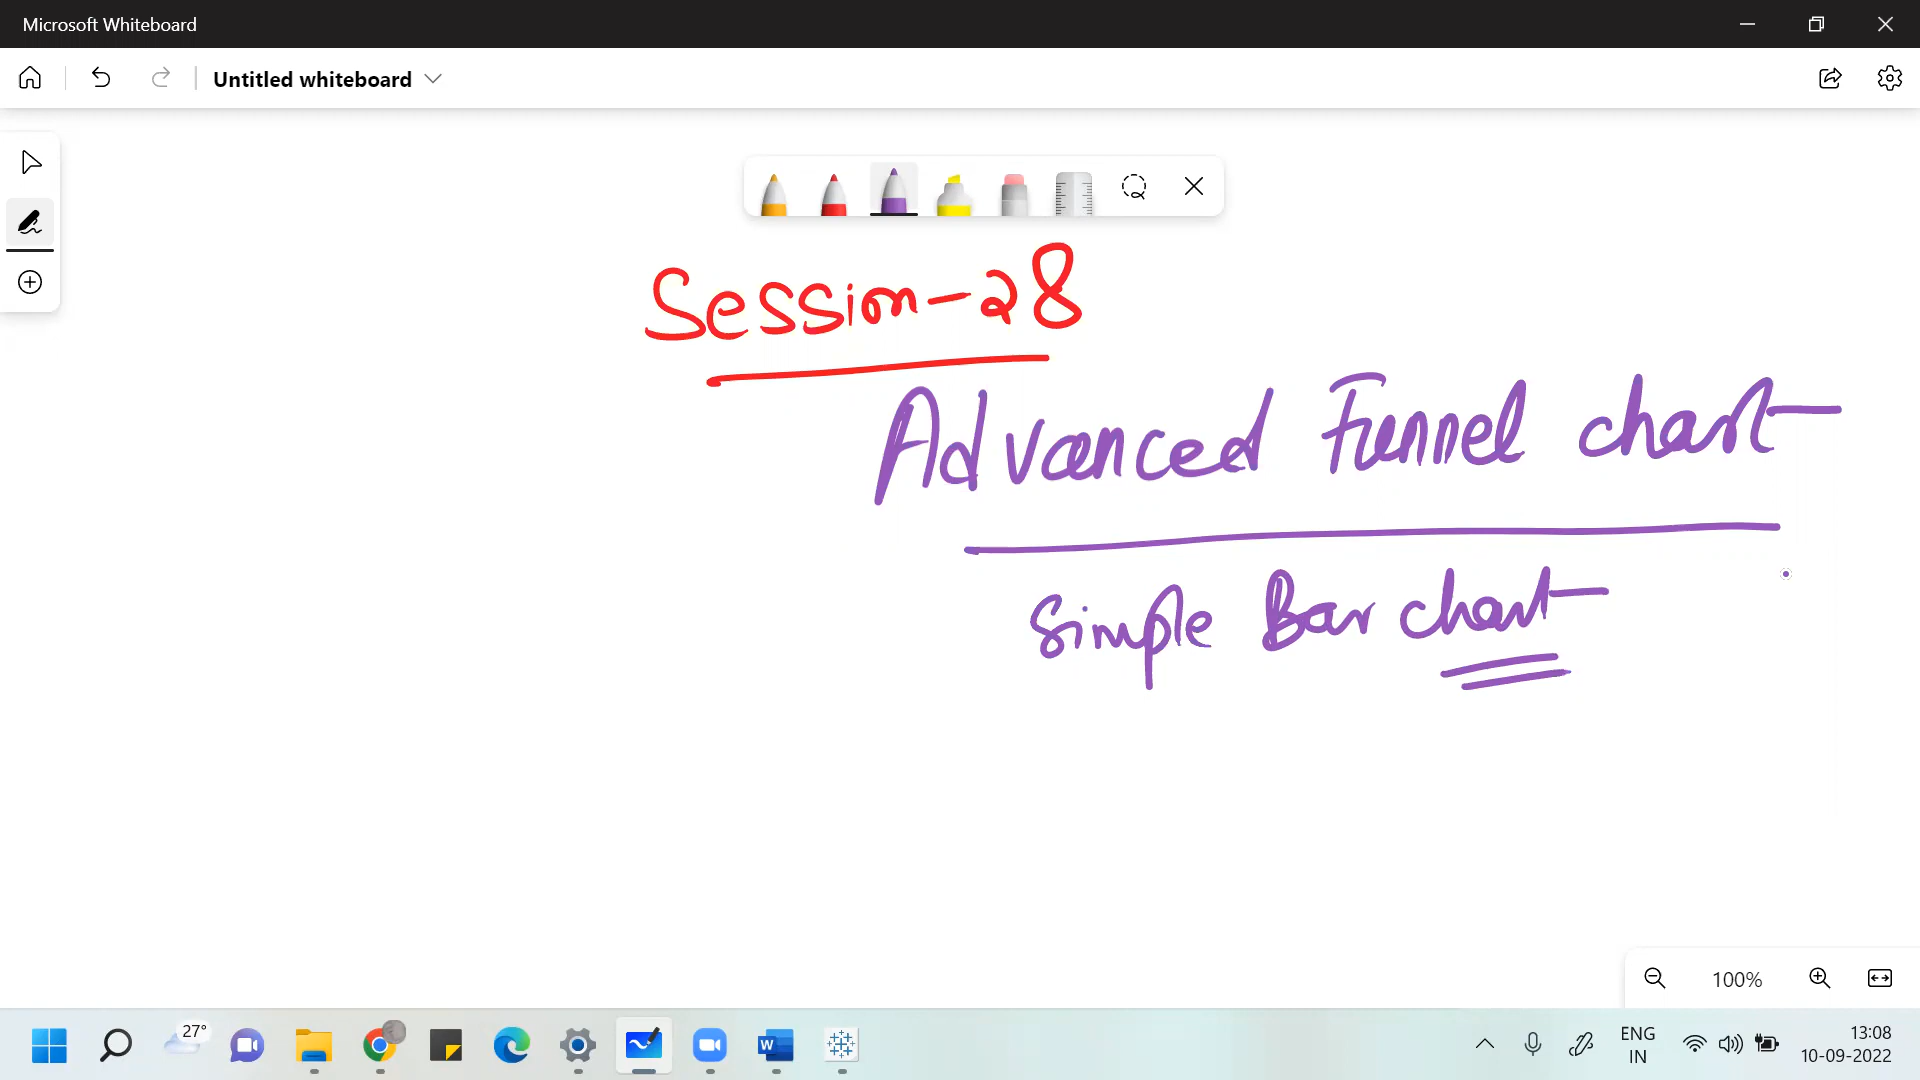 Microsoft Whiteboard
Untitled whiteboard
Session-28
Advanced Funnel chart
Simple Bar chart
100%
27°
W
ENG
IN
13:08
10-09-2022